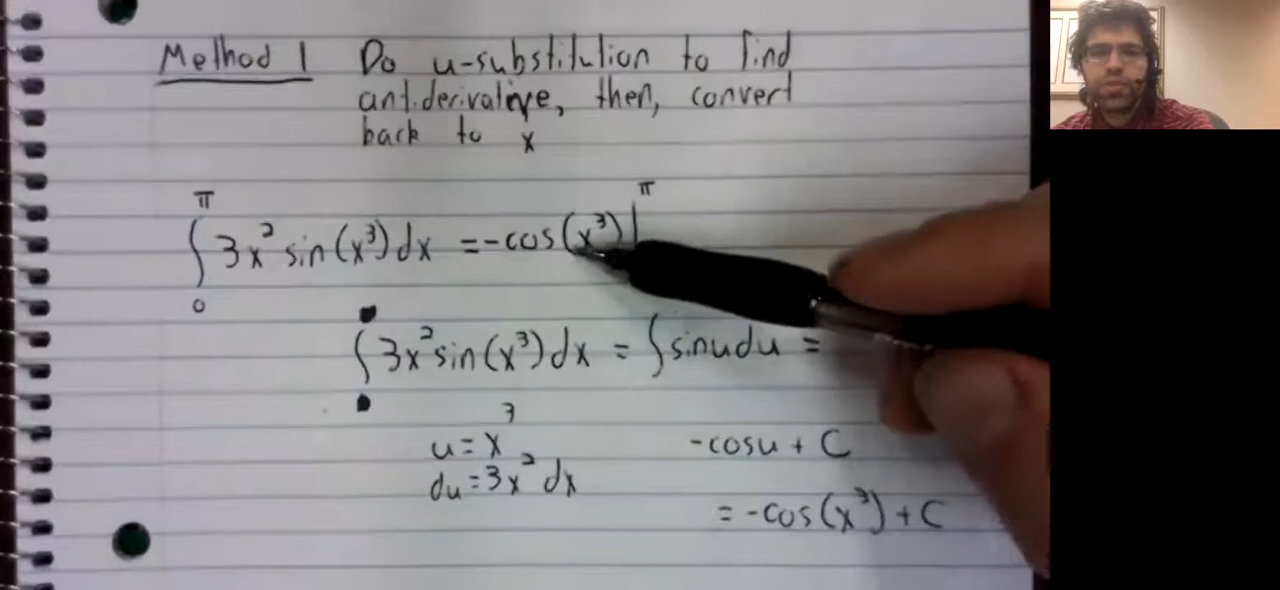 Method 1 Do u-substitution to find
antiderivative, then, convert
back to x
∫₀^π 3x² sin(x³) dx = -cos(x³) |^π
∫ 3x² sin(x³) dx = ∫ sin u du =
u = x³
du = 3x² dx
-cos u + C
= -cos(x³) + C